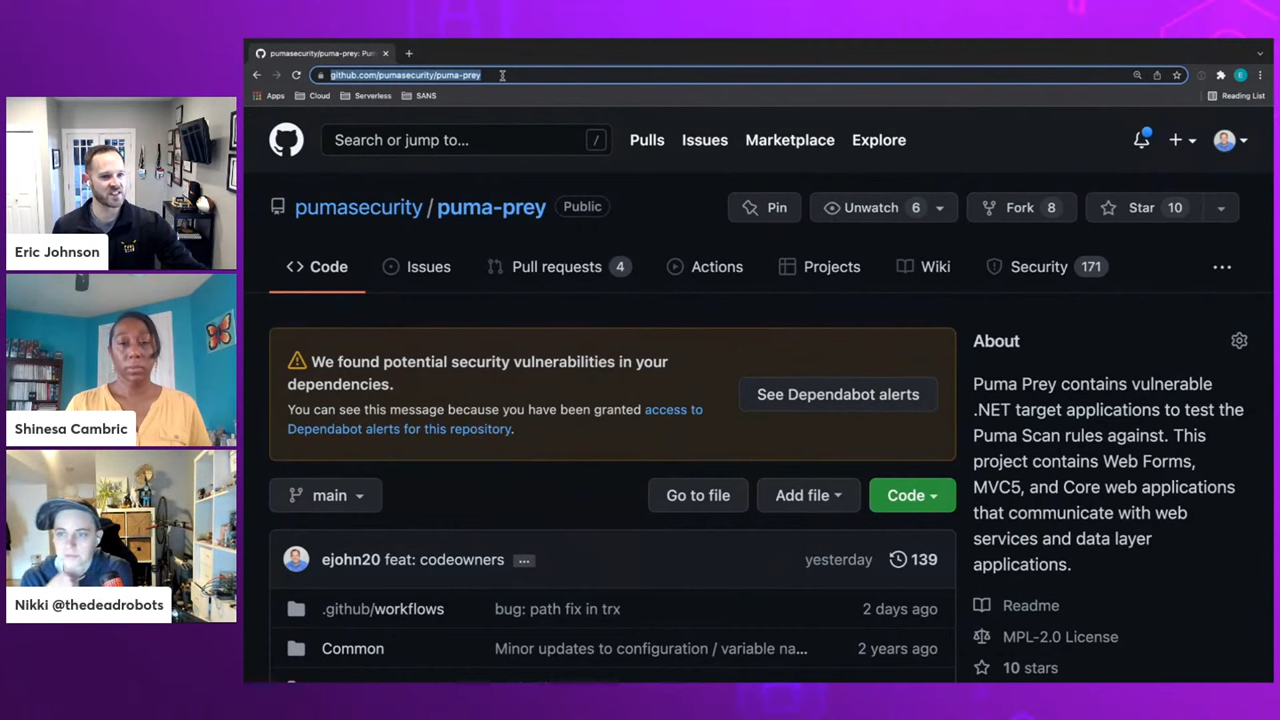 pumasecurity/puma-prey: Pum
github.com/pumasecurity/puma-prey
Apps Cloud Serverless SANS Reading List
Search or jump to... / Pulls Issues Marketplace Explore
pumasecurity / puma-prey Public Pin Unwatch 6 Fork 8 Star 10
Code Issues Pull requests 4 Actions Projects Wiki Security 171
We found potential security vulnerabilities in your
dependencies.
You can see this message because you have been granted access to
Dependabot alerts for this repository.
See Dependabot alerts
main Go to file Add file Code
ejohn20 feat: codeowners ... yesterday 139
.github/workflows bug: path fix in trx 2 days ago
Common Minor updates to configuration / variable na... 2 years ago
About
Puma Prey contains vulnerable
.NET target applications to test the
Puma Scan rules against. This
project contains Web Forms,
MVC5, and Core web applications
that communicate with web
services and data layer
applications.
Readme
MPL-2.0 License
10 stars
Eric Johnson
Shinesa Cambric
Nikki @thedeadrobots